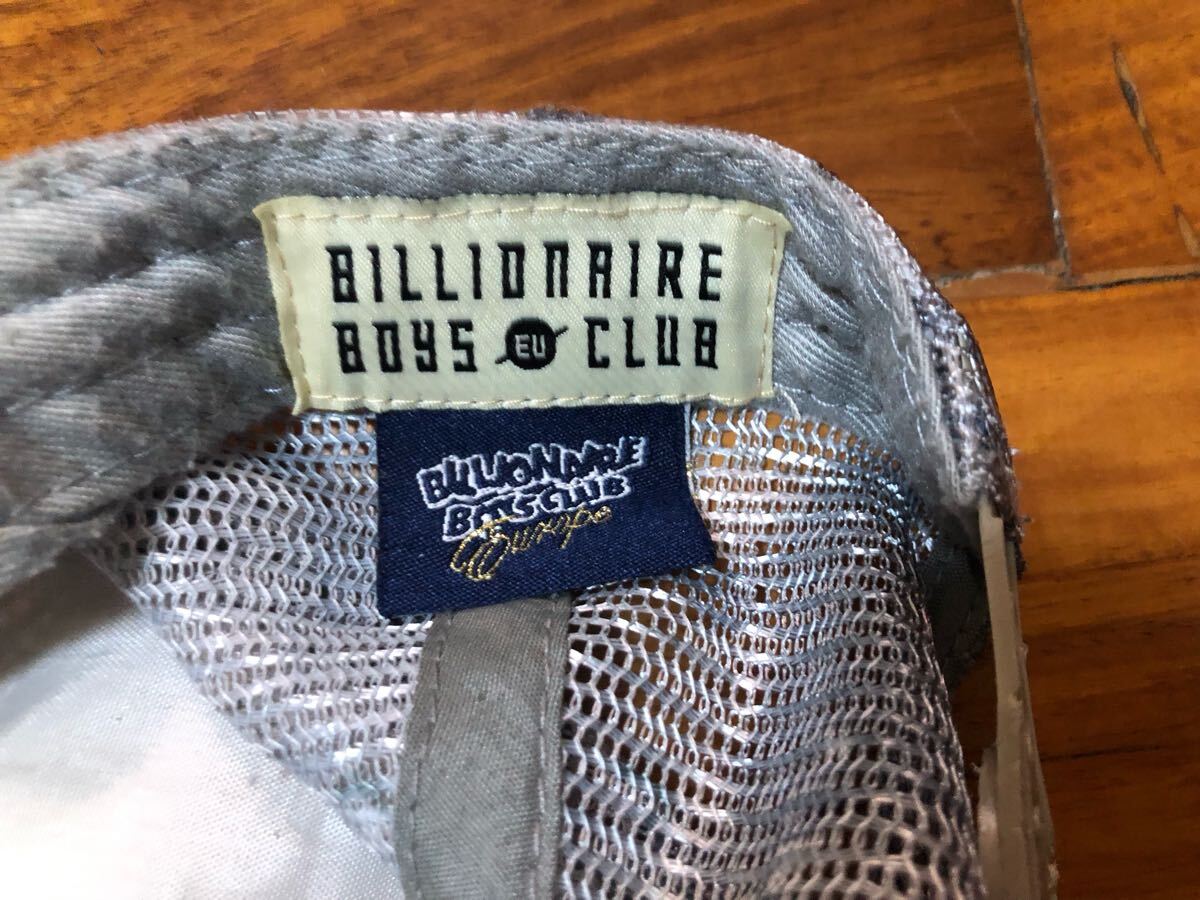 BILLIONAIRE
BOYS EU CLUB
BILLIONAIRE
BOYS CLUB
Europe